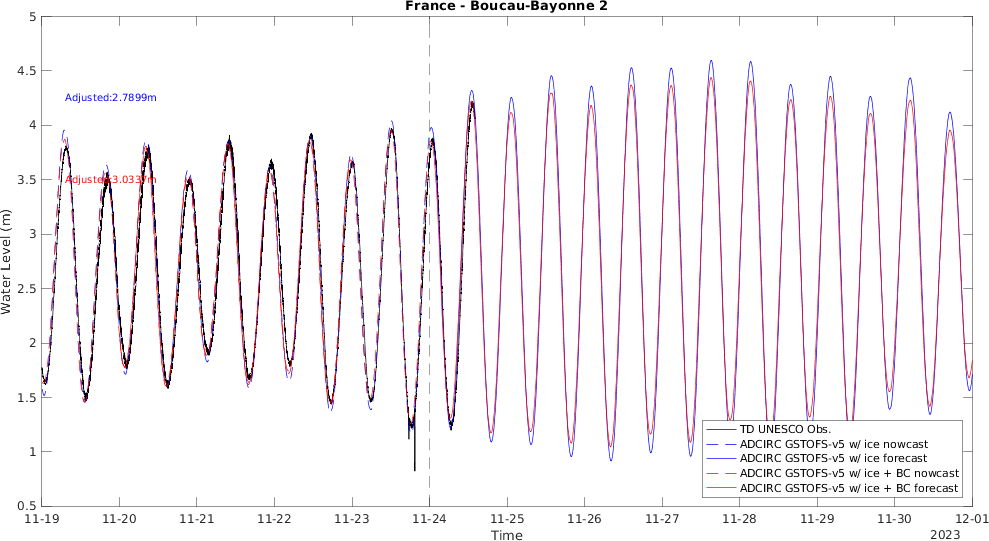 France - Boucau-Bayonne 2
5
4.5
4
3.5
3
2.5
2
1.5
1
0.5
Water Level (m)
Adjusted:2.7899m
Adjusted:3.0337m
TD UNESCO Obs.
ADCIRC GSTOFS-v5 w/ ice nowcast
ADCIRC GSTOFS-v5 w/ ice forecast
ADCIRC GSTOFS-v5 w/ ice + BC nowcast
ADCIRC GSTOFS-v5 w/ ice + BC forecast
11-19 11-20 11-21 11-22 11-23 11-24 11-25 11-26 11-27 11-28 11-29 11-30 12-01
Time
2023